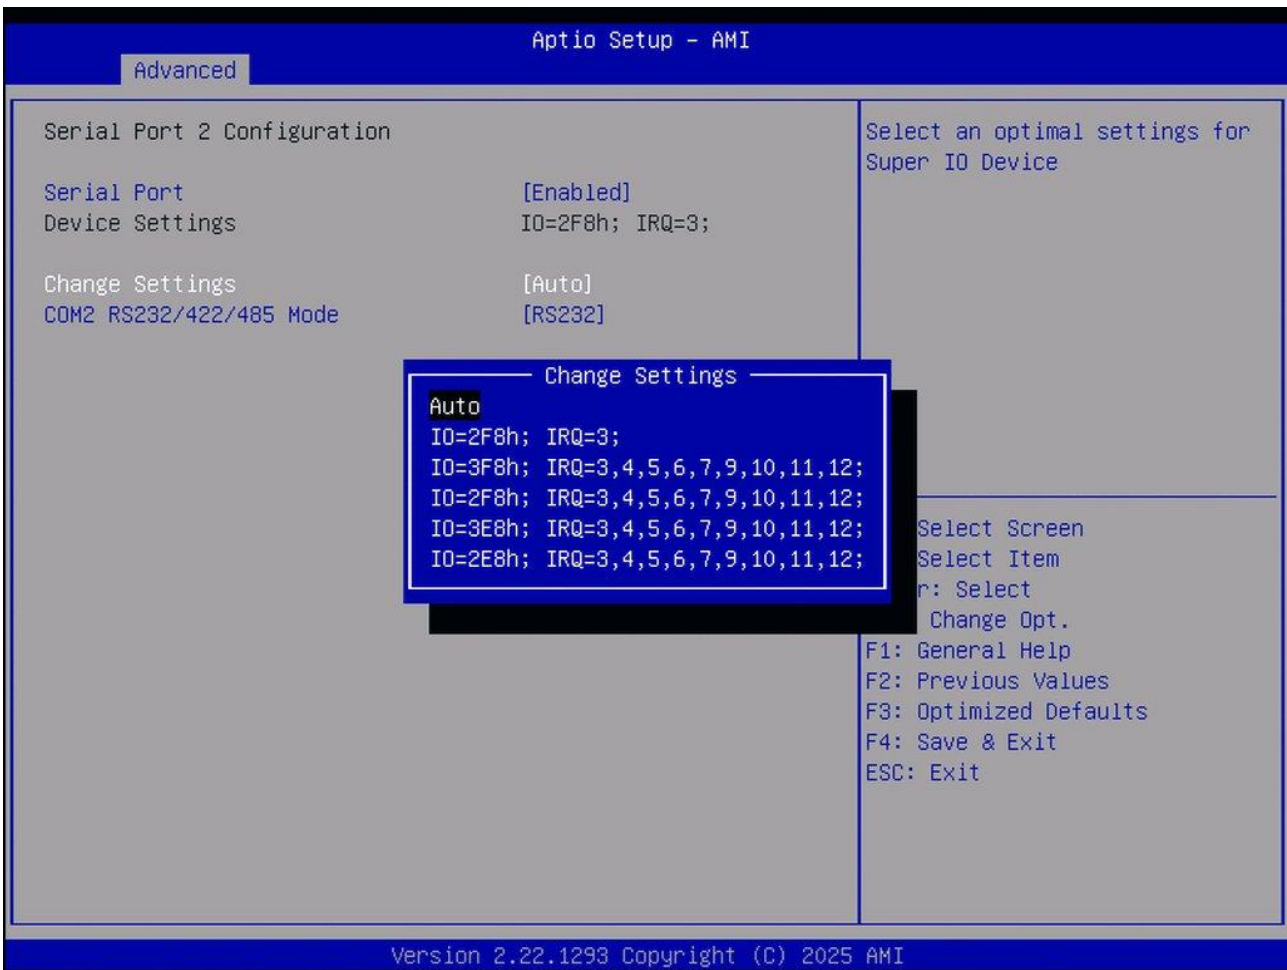 Aptio Setup – AMI
Advanced
Serial Port 2 Configuration
Serial Port [Enabled]
Device Settings IO=2F8h; IRQ=3;
Change Settings [Auto]
COM2 RS232/422/485 Mode [RS232]
Select an optimal settings for
Super IO Device
Change Settings
Auto
IO=2F8h; IRQ=3;
IO=3F8h; IRQ=3,4,5,6,7,9,10,11,12;
IO=2F8h; IRQ=3,4,5,6,7,9,10,11,12;
IO=3E8h; IRQ=3,4,5,6,7,9,10,11,12;
IO=2E8h; IRQ=3,4,5,6,7,9,10,11,12;
Select Screen
Select Item
r: Select
Change Opt.
F1: General Help
F2: Previous Values
F3: Optimized Defaults
F4: Save & Exit
ESC: Exit
Version 2.22.1293 Copyright (C) 2025 AMI